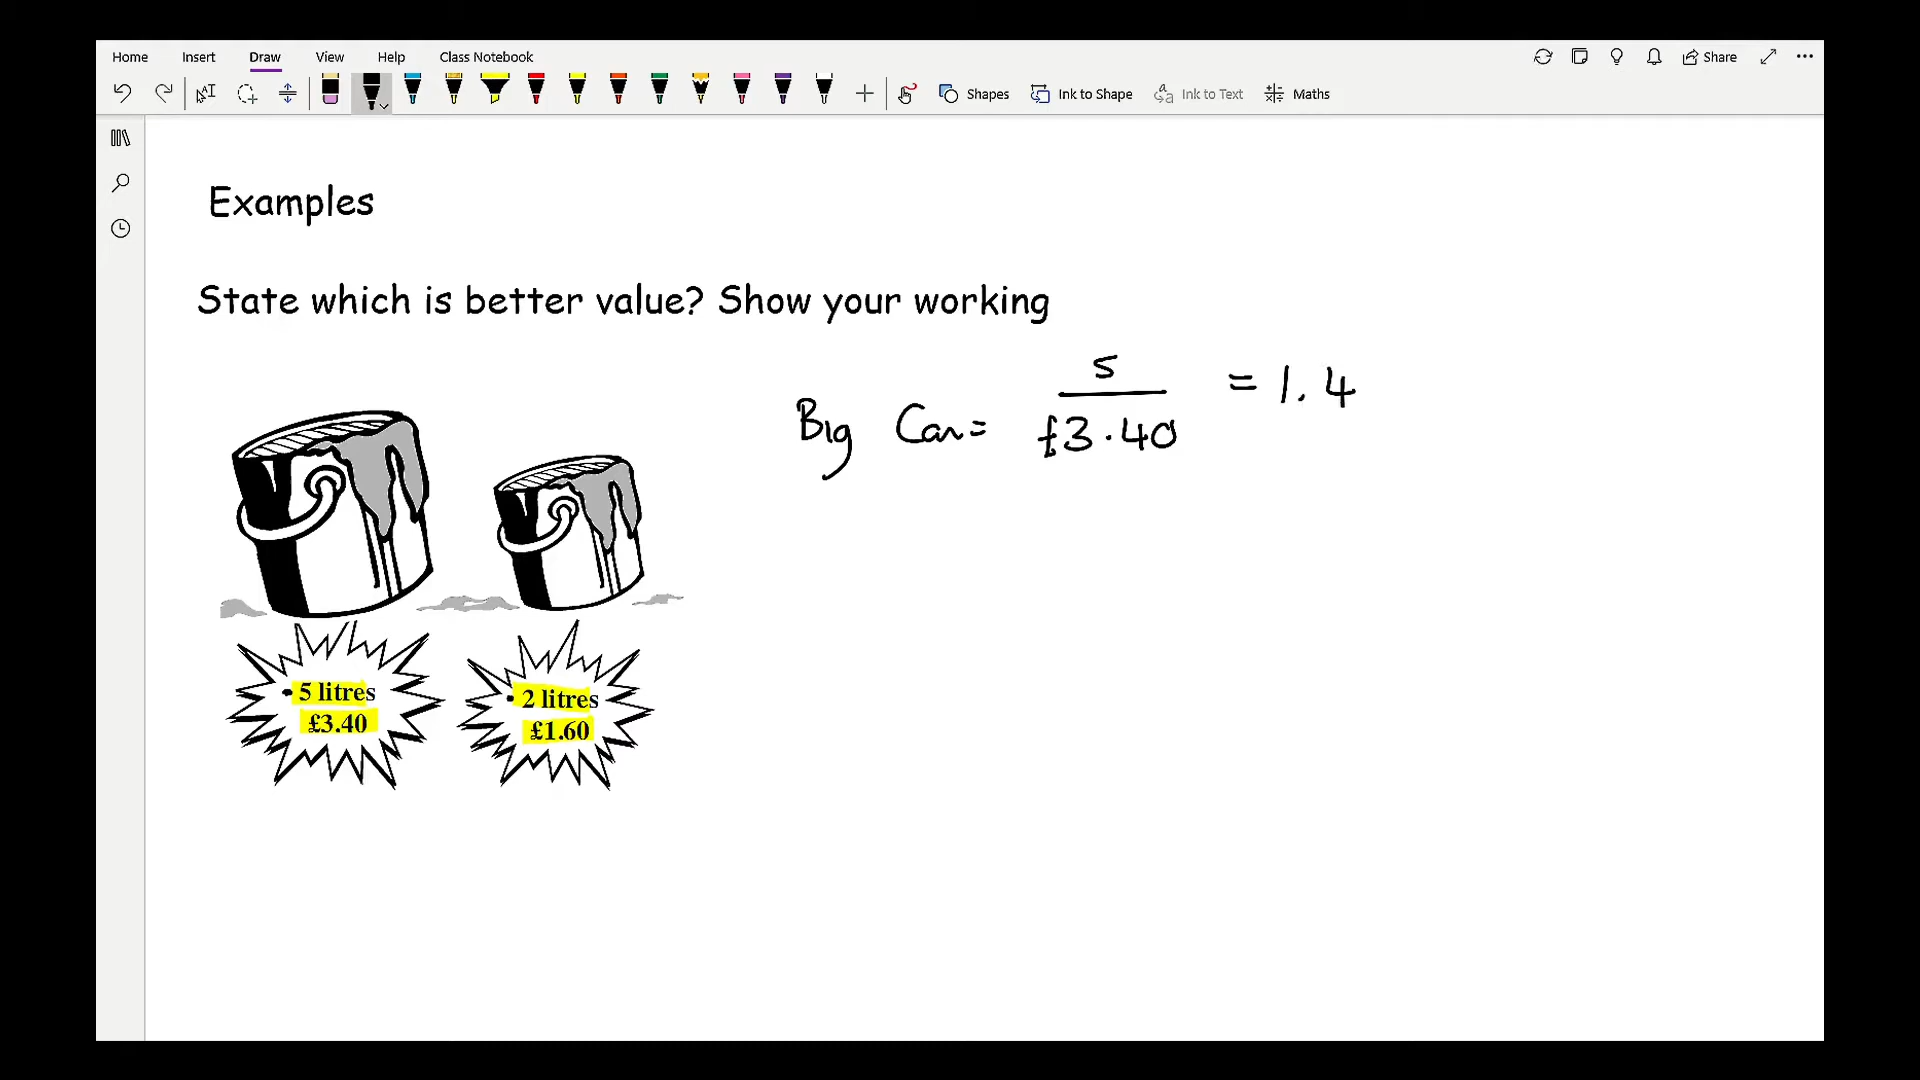 Home Insert Draw View Help Class Notebook Share
Shapes Ink to Shape Ink to Text Maths
Examples
State which is better value? Show your working
Big Can = 5 / £3.40 = 1.4
• 5 litres
£3.40
• 2 litres
£1.60